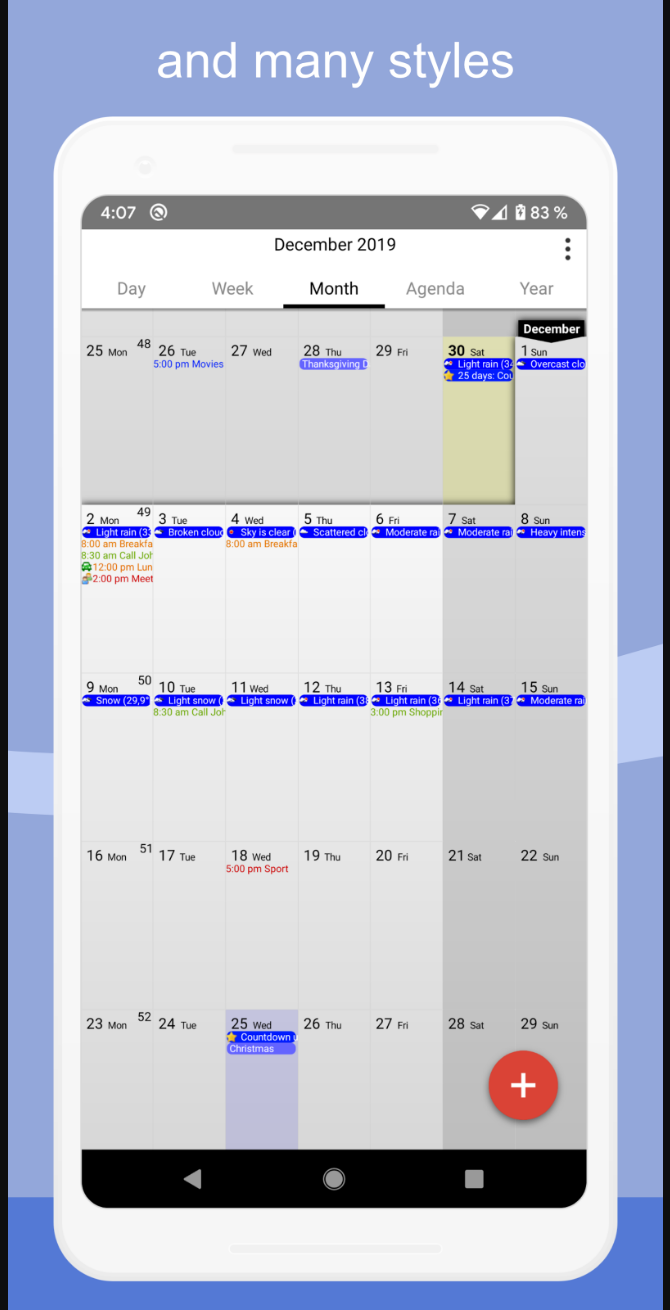 and many styles
4:07
83 %
December 2019
Day Week Month Agenda Year
December
25 Mon 48 26 Tue 27 Wed 28 Thu 29 Fri 30 Sat 1 Sun
5:00 pm Movies Thanksgiving D Light rain (3 Overcast clo
25 days: Cou
2 Mon 49 3 Tue 4 Wed 5 Thu 6 Fri 7 Sat 8 Sun
Light rain (3 Broken clou Sky is clear ( Scattered cl Moderate rai Moderate rai Heavy intens
8:00 am Breakfa 8:00 am Breakfa
8:30 am Call Joh
12:00 pm Lun
2:00 pm Meet
9 Mon 50 10 Tue 11 Wed 12 Thu 13 Fri 14 Sat 15 Sun
Snow (29,9° Light snow ( Light snow ( Light rain (3 Light rain (3 Light rain (3 Moderate rai
8:30 am Call Joh 3:00 pm Shoppin
16 Mon 51 17 Tue 18 Wed 19 Thu 20 Fri 21 Sat 22 Sun
5:00 pm Sport
23 Mon 52 24 Tue 25 Wed 26 Thu 27 Fri 28 Sat 29 Sun
Countdown
Christmas